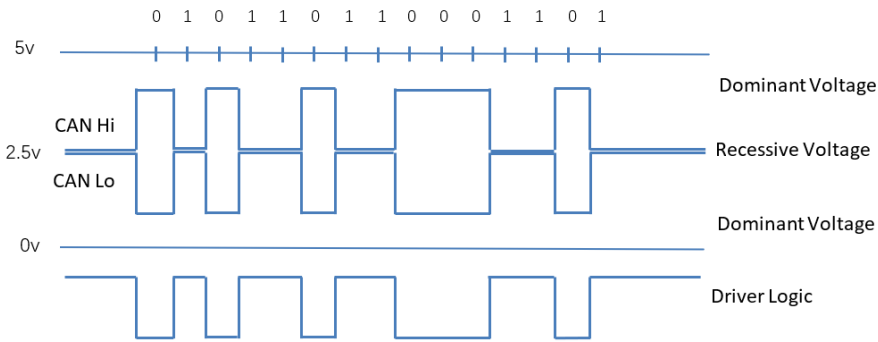 0 1 0 1 1 0 1 1 0 0 0 1 1 0 1
5v
Dominant Voltage
CAN Hi
2.5v
Recessive Voltage
CAN Lo
Dominant Voltage
0v
Driver Logic